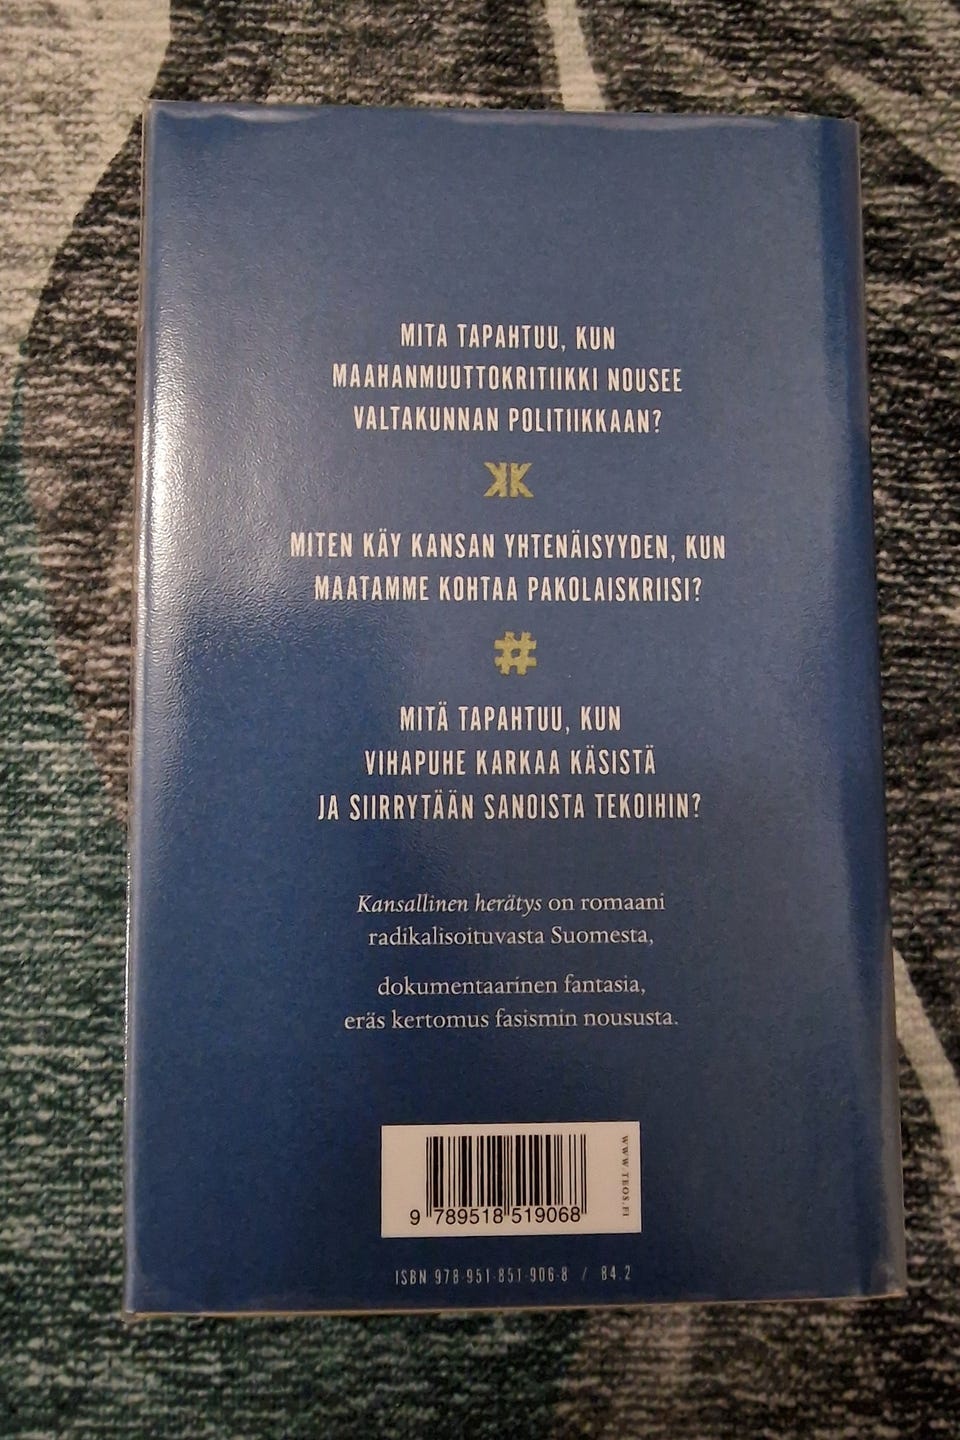 MITÄ TAPAHTUU, KUN
MAAHANMUUTTOKRITIIKKI NOUSEE
VALTAKUNNAN POLITIIKKAAN?
KK
MITEN KÄY KANSAN YHTENÄISYYDEN, KUN
MAATAMME KOHTAA PAKOLAISKRIISI?
#
MITÄ TAPAHTUU, KUN
VIHAPUHE KARKAA KÄSISTÄ
JA SIIRRYTÄÄN SANOISTA TEKOIHIN?
Kansallinen herätys on romaani
radikalisoituvasta Suomesta,
dokumentaarinen fantasia,
eräs kertomus fasismin noususta.
WWW.TEOS.FI
9 789518 519068
ISBN 978-951-851-906-8 / 84.2